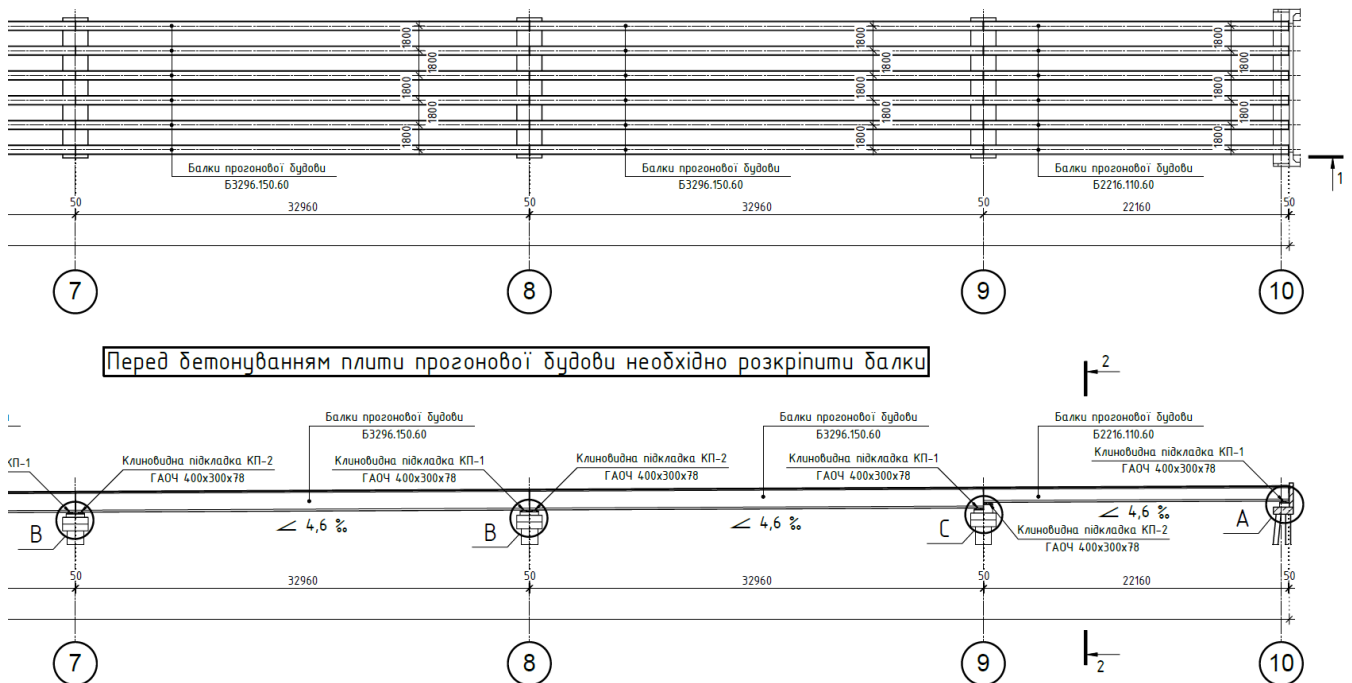 1800 1800 1800
1800 1800 1800
1800 1800 1800
1800 1800 1800
1800 1800 1800
Балки прогонової будови Балки прогонової будови Балки прогонової будови
Б3296.150.60 Б3296.150.60 Б2216.110.60
1
50 32960 50 32960 50 22160 50
7 8 9 10
Перед бетонуванням плити прогонової будови необхідно розкріпити балки
2
Балки прогонової будови Балки прогонової будови Балки прогонової будови
Б3296.150.60 Б3296.150.60 Б2216.110.60
КП-1 Клиновидна підкладка КП-2 Клиновидна підкладка КП-1 Клиновидна підкладка КП-2 Клиновидна підкладка КП-1 Клиновидна підкладка КП-1
ГАОЧ 400х300х78 ГАОЧ 400х300х78 ГАОЧ 400х300х78 ГАОЧ 400х300х78 ГАОЧ 400х300х78
В 4,6 ‰ В 4,6 ‰ С 4,6 ‰ А
Клиновидна підкладка КП-2
ГАОЧ 400х300х78
50 32960 50 32960 50 22160 50
7 8 9 10
2